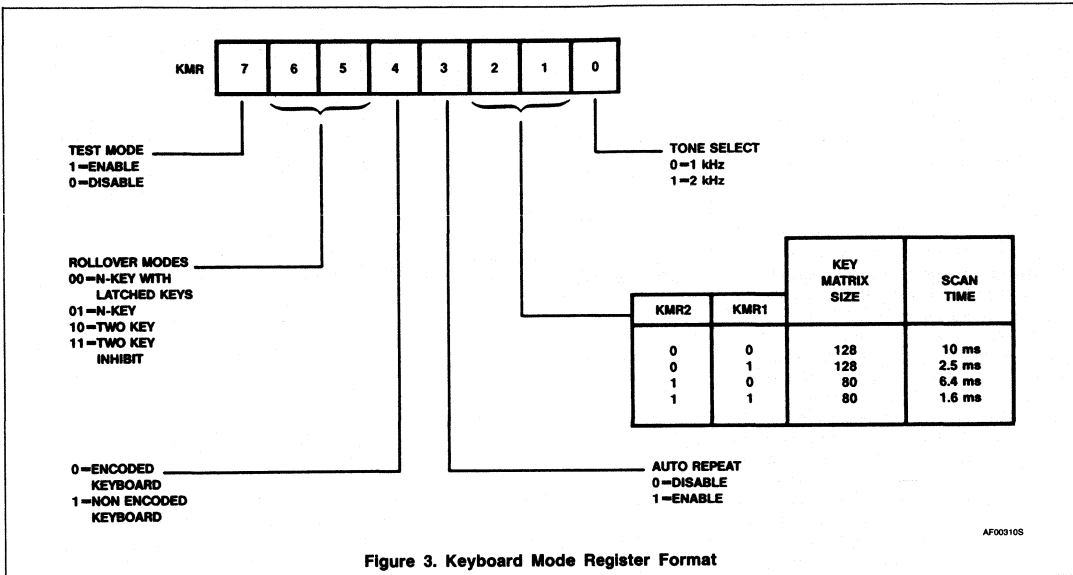 KMR 7 6 5 4 3 2 1 0
TEST MODE
1=ENABLE
0=DISABLE
TONE SELECT
0=1 kHz
1=2 kHz
ROLLOVER MODES
00=N-KEY WITH
LATCHED KEYS
01=N-KEY
10=TWO KEY
11=TWO KEY
INHIBIT
KEY
MATRIX
SIZE
SCAN
TIME
KMR2 KMR1
0 0 128 10 ms
0 1 128 2.5 ms
1 0 80 6.4 ms
1 1 80 1.6 ms
0=ENCODED
KEYBOARD
1=NON ENCODED
KEYBOARD
AUTO REPEAT
0=DISABLE
1=ENABLE
AF00310S
Figure 3. Keyboard Mode Register Format